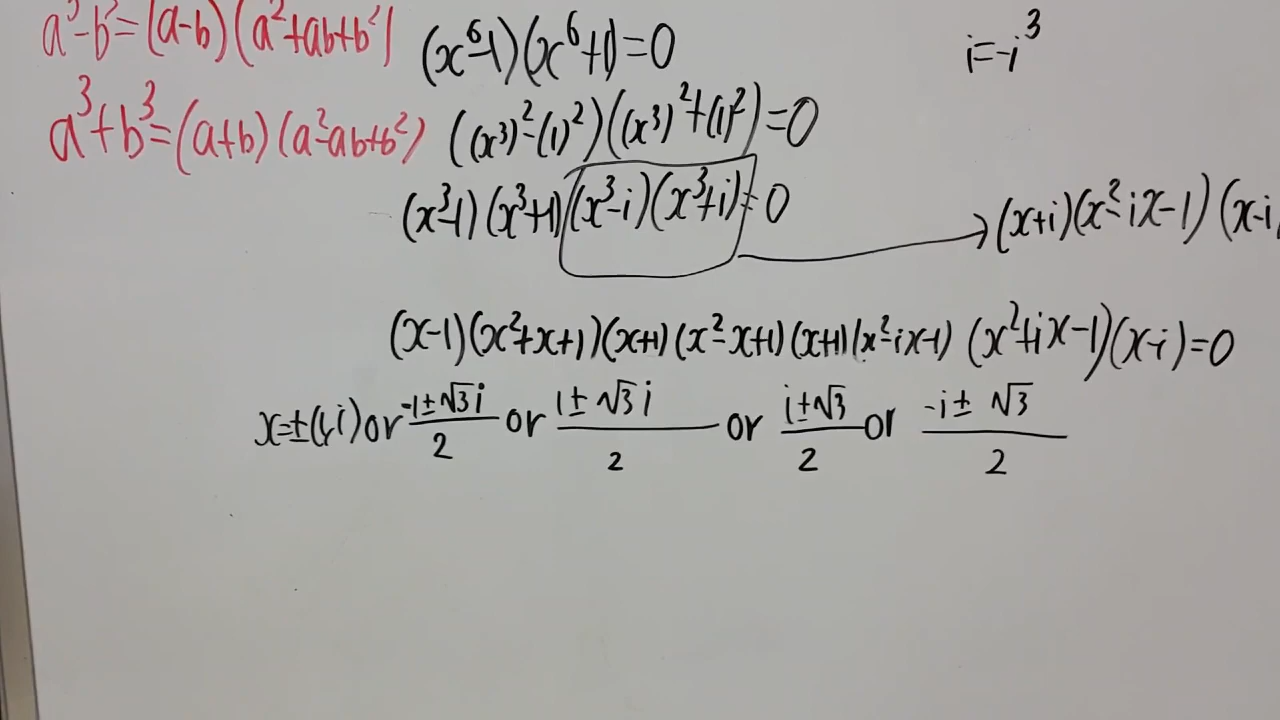 a³-b³=(a-b)(a²+ab+b²)
a³+b³=(a+b)(a²-ab+b²)
(x⁶-1)(x⁶+1)=0
((x³)²-(1)²)((x³)²+(1)²)=0
(x³-1)(x³+1)(x³-i)(x³+i)=0
i=-i³
→(x+i)(x²-ix-1)(x-i
(x-1)(x²+x+1)(x+1)(x²-x+1)(x+1)(x²-ix-1)(x²+ix-1)(x-i)=0
x=±(1,i) or (-1±√3i)/2 or (1±√3i)/2 or (i±√3)/2 or (-i±√3)/2